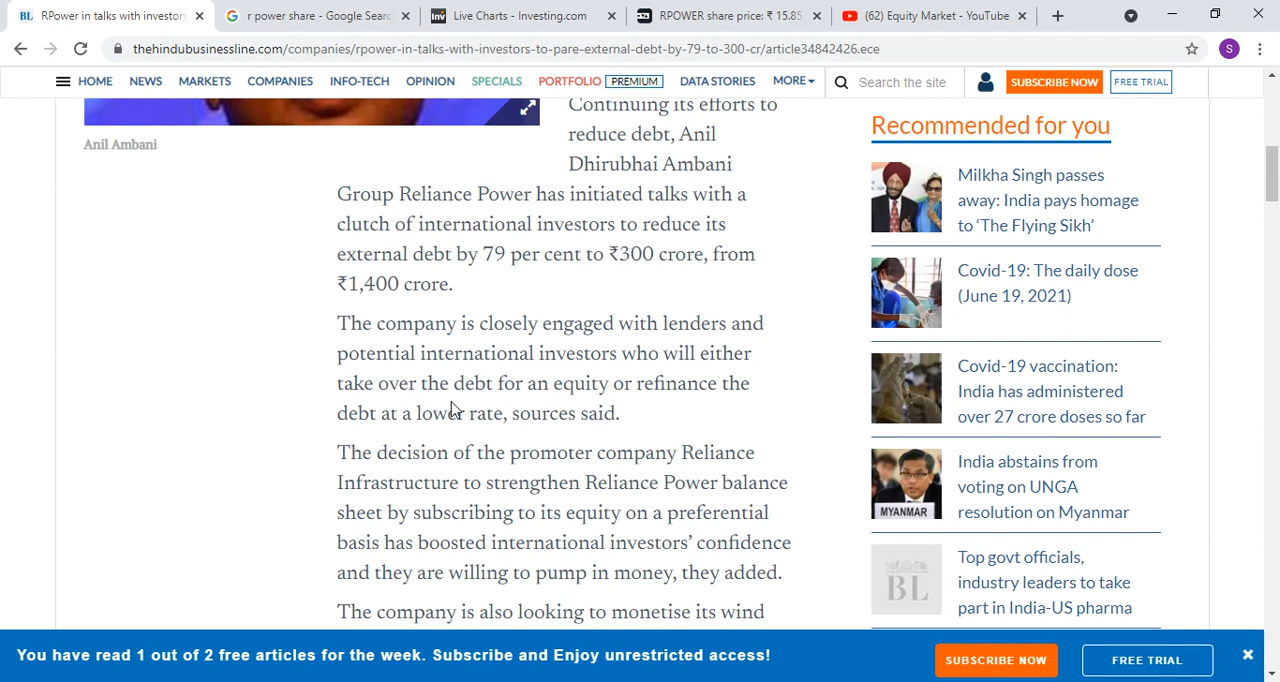 RPower in talks with investors
r power share - Google Searc
Live Charts - Investing.com
RPOWER share price: ₹ 15.85
(62) Equity Market - YouTube
thehindubusinessline.com/companies/rpower-in-talks-with-investors-to-pare-external-debt-by-79-to-300-cr/article34842426.ece
S
HOME NEWS MARKETS COMPANIES INFO-TECH OPINION SPECIALS PORTFOLIO PREMIUM DATA STORIES MORE
Search the site
SUBSCRIBE NOW
FREE TRIAL
Anil Ambani
Continuing its efforts to
reduce debt, Anil
Dhirubhai Ambani
Group Reliance Power has initiated talks with a
clutch of international investors to reduce its
external debt by 79 per cent to ₹300 crore, from
₹1,400 crore.
The company is closely engaged with lenders and
potential international investors who will either
take over the debt for an equity or refinance the
debt at a lower rate, sources said.
The decision of the promoter company Reliance
Infrastructure to strengthen Reliance Power balance
sheet by subscribing to its equity on a preferential
basis has boosted international investors’ confidence
and they are willing to pump in money, they added.
The company is also looking to monetise its wind
Recommended for you
Milkha Singh passes
away: India pays homage
to ‘The Flying Sikh’
Covid-19: The daily dose
(June 19, 2021)
Covid-19 vaccination:
India has administered
over 27 crore doses so far
MYANMAR
India abstains from
voting on UNGA
resolution on Myanmar
BL
Top govt officials,
industry leaders to take
part in India-US pharma
You have read 1 out of 2 free articles for the week. Subscribe and Enjoy unrestricted access!
SUBSCRIBE NOW
FREE TRIAL